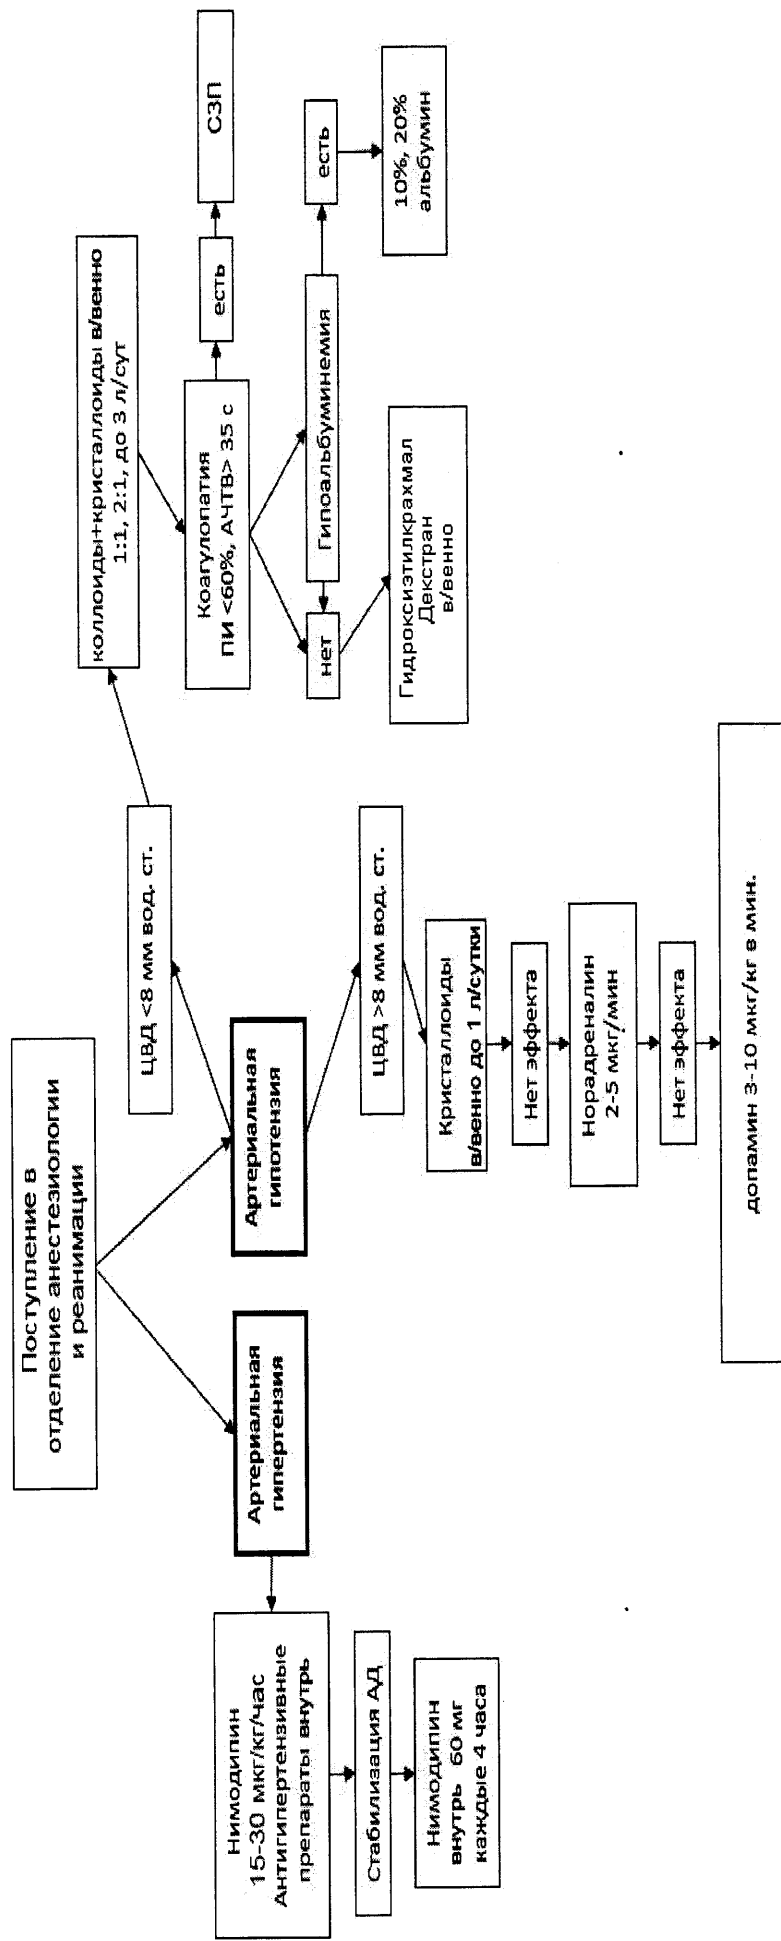 Поступление в
отделение анестезиологии
и реанимации
Артериальная
гипертензия
Артериальная
гипотензия
Нимодипин
15-30 мкг/кг/час
Антигипертензивные
препараты внутрь
Стабилизация АД
Нимодипин
внутрь 60 мг
каждые 4 часа
ЦВД <8 мм вод. ст.
ЦВД >8 мм вод. ст.
Кристаллоиды
в/венно до 1 л/сутки
Нет эффекта
Норадреналин
2-5 мкг/мин
Нет эффекта
допамин 3-10 мкг/кг в мин.
коллоиды+кристаллоиды в/венно
1:1, 2:1, до 3 л/сут
Коагулопатия
ПИ <60%, АЧТВ> 35 с
есть
СЗП
нет
Гипоальбуминемия
есть
Гидроксиэтилкрахмал
Декстран
в/венно
10%, 20%
альбумин